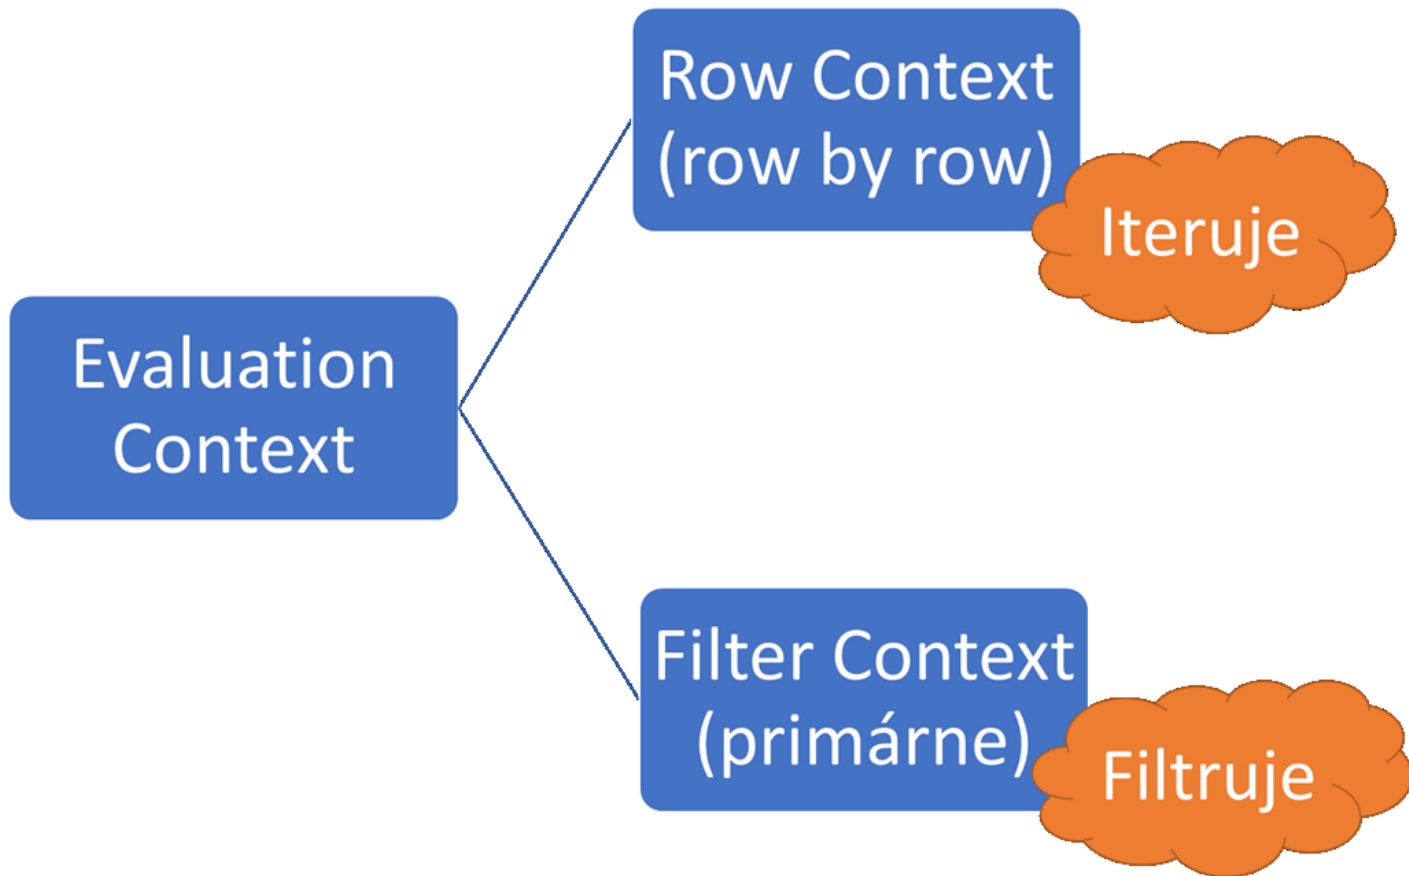 Row Context
(row by row)
Iteruje
Evaluation
Context
Filter Context
(primárne)
Filtruje